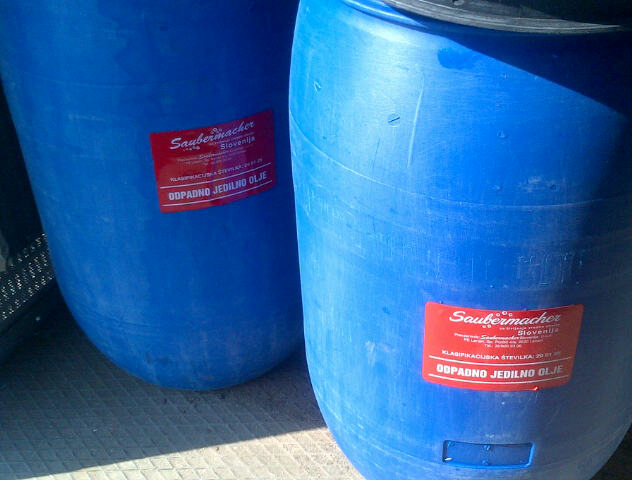 Saubermacher
Slovenija
KLASIFIKACIJSKA ŠTEVILKA: 20 01 25
ODPADNO JEDILNO OLJE
Saubermacher
Slovenija
KLASIFIKACIJSKA ŠTEVILKA: 20 01 25
ODPADNO JEDILNO OLJE